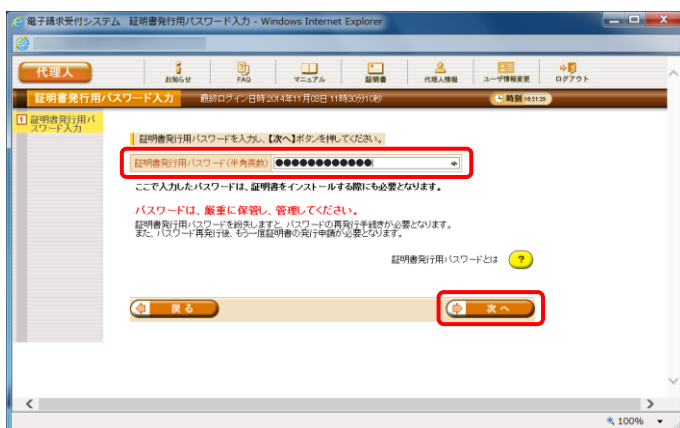 電子請求受付システム 証明書発行用パスワード入力 - Windows Internet Explorer
代理人
お知らせ FAQ マニュアル 証明書 代理人情報 ユーザ情報変更 ログアウト
証明書発行用パスワード入力 最終ログイン日時:2014年11月03日 11時30分10秒 時刻 16:21:29
1 証明書発行用パ
スワード入力
証明書発行用パスワードを入力し、【次へ】ボタンを押してください。
証明書発行用パスワード(半角英数) ●●●●●●●●●●●●
ここで入力したパスワードは、証明書をインストールする際にも必要となります。
パスワードは、厳重に保管し、管理してください。
証明書発行用パスワードを紛失しますと、パスワードの再発行手続きが必要となります。
また、パスワード再発行後、もう一度証明書の発行申請が必要となります。
証明書発行用パスワードとは ?
戻る 次へ
100%